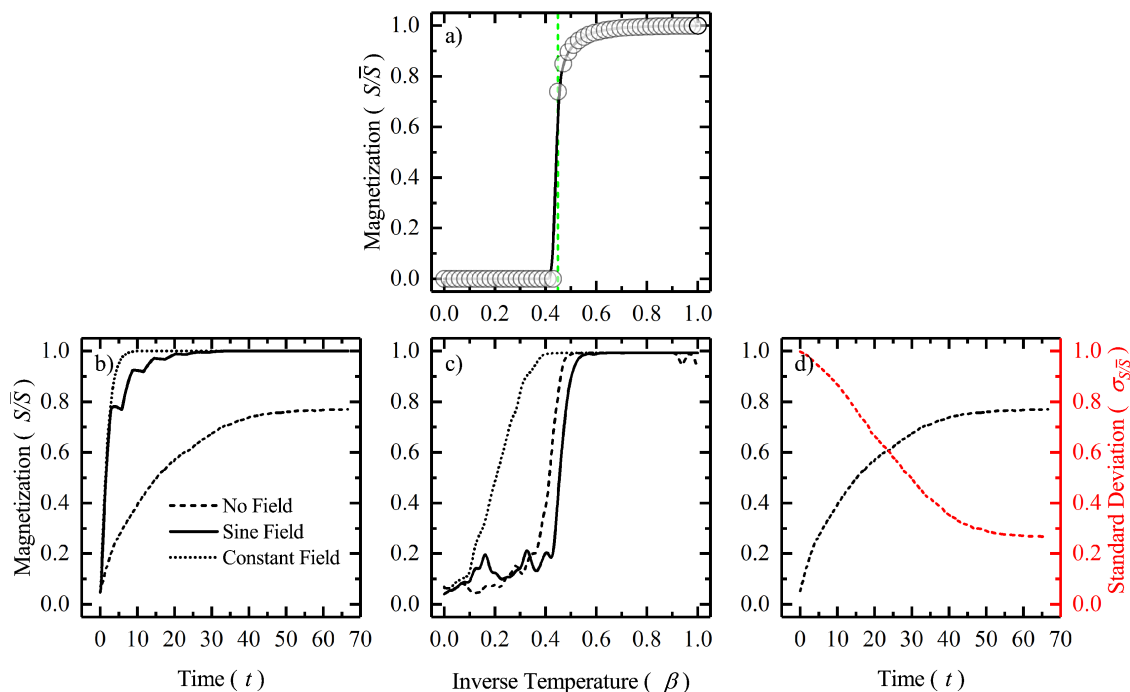 a)
Magnetization ( S/S̅)
1.0
0.8
0.6
0.4
0.2
0.0
0.0 0.2 0.4 0.6 0.8 1.0
b)
Magnetization ( S/S̅)
1.0
0.8
0.6
0.4
0.2
0.0
No Field
Sine Field
Constant Field
0 10 20 30 40 50 60 70
Time ( t )
c)
1.0
0.8
0.6
0.4
0.2
0.0
0.0 0.2 0.4 0.6 0.8 1.0
Inverse Temperature ( β )
d)
1.0
0.8
0.6
0.4
0.2
0.0
0 10 20 30 40 50 60 70
Time ( t )
1.0
0.8
0.6
0.4
0.2
0.0
Standard Deviation ( σS/S̅)